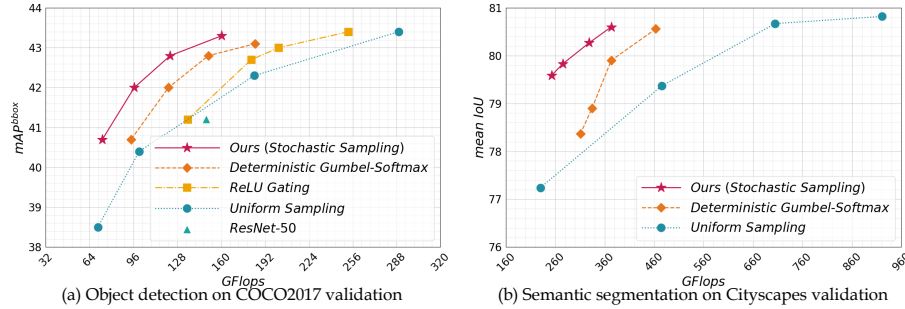 44
43
42
41
40
39
38
mAP^bbox
32
64
96
128
160
192
224
256
288
320
GFlops
Ours (Stochastic Sampling)
Deterministic Gumbel-Softmax
ReLU Gating
Uniform Sampling
ResNet-50
(a) Object detection on COCO2017 validation
81
80
79
78
77
76
mean IoU
160
260
360
460
560
660
760
860
960
GFlops
Ours (Stochastic Sampling)
Deterministic Gumbel-Softmax
Uniform Sampling
(b) Semantic segmentation on Cityscapes validation